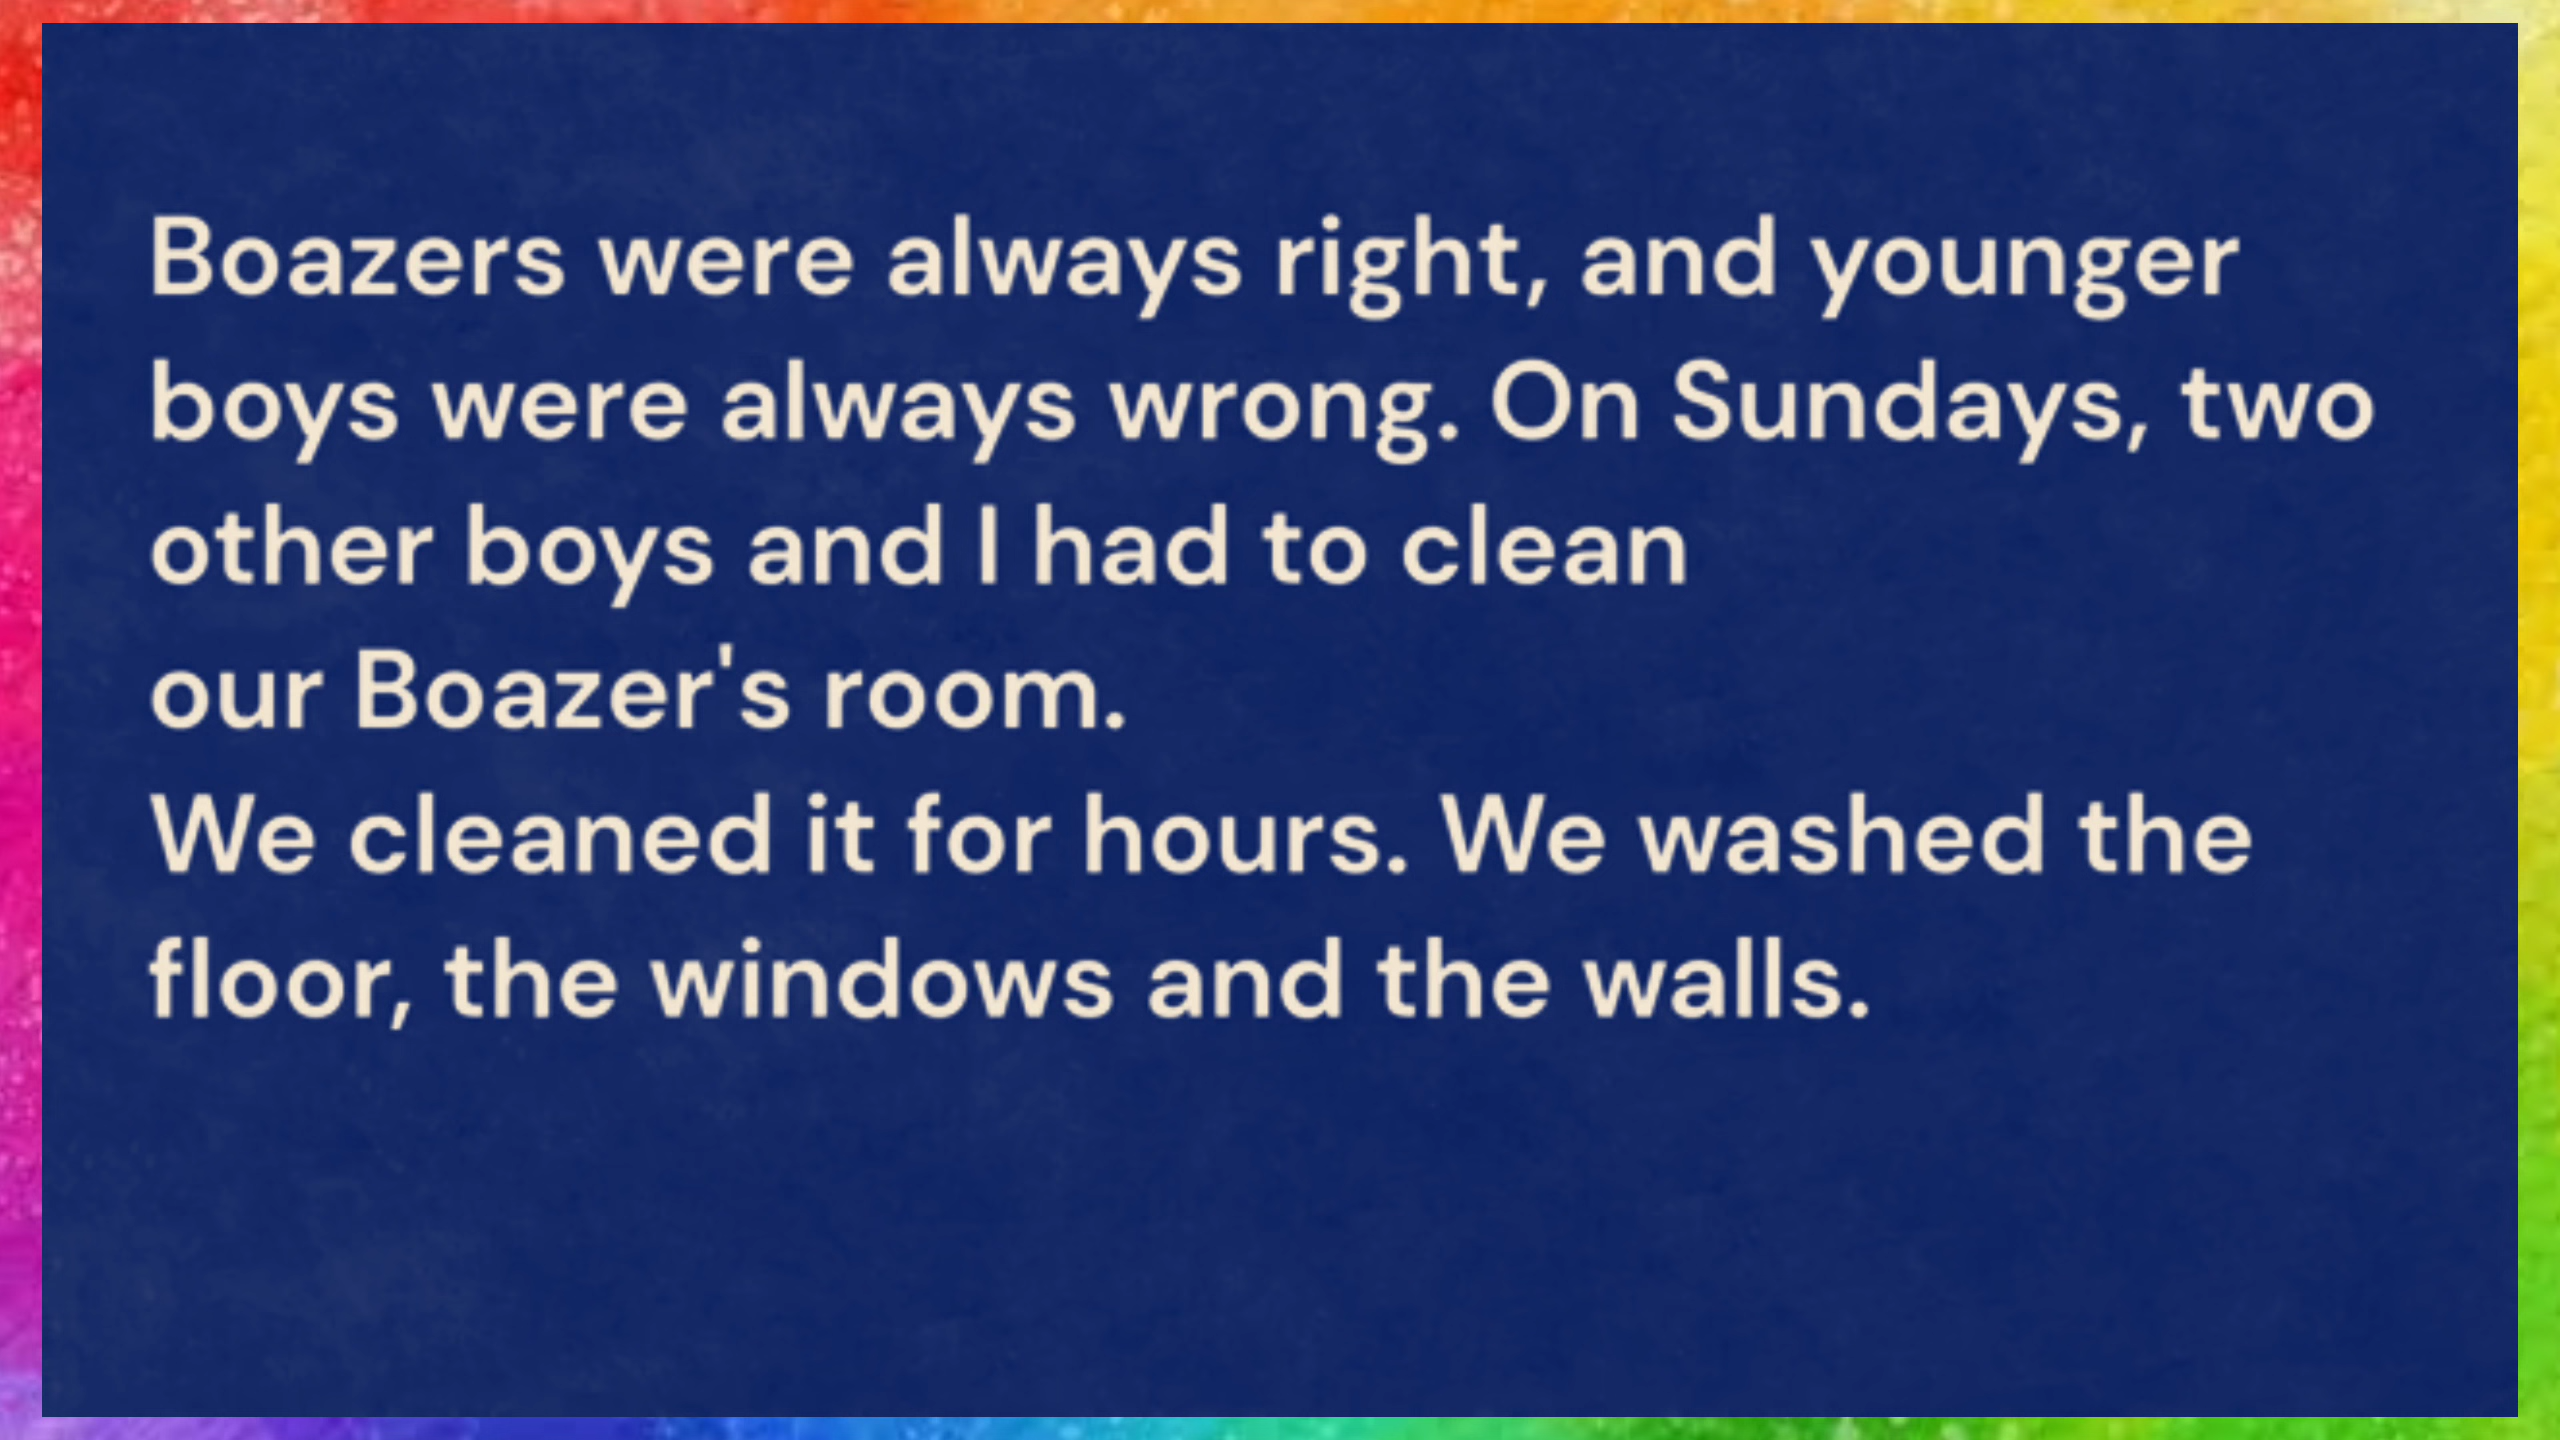 Boazers were always right, and younger
boys were always wrong. On Sundays, two
other boys and I had to clean
our Boazer's room.
We cleaned it for hours. We washed the
floor, the windows and the walls.